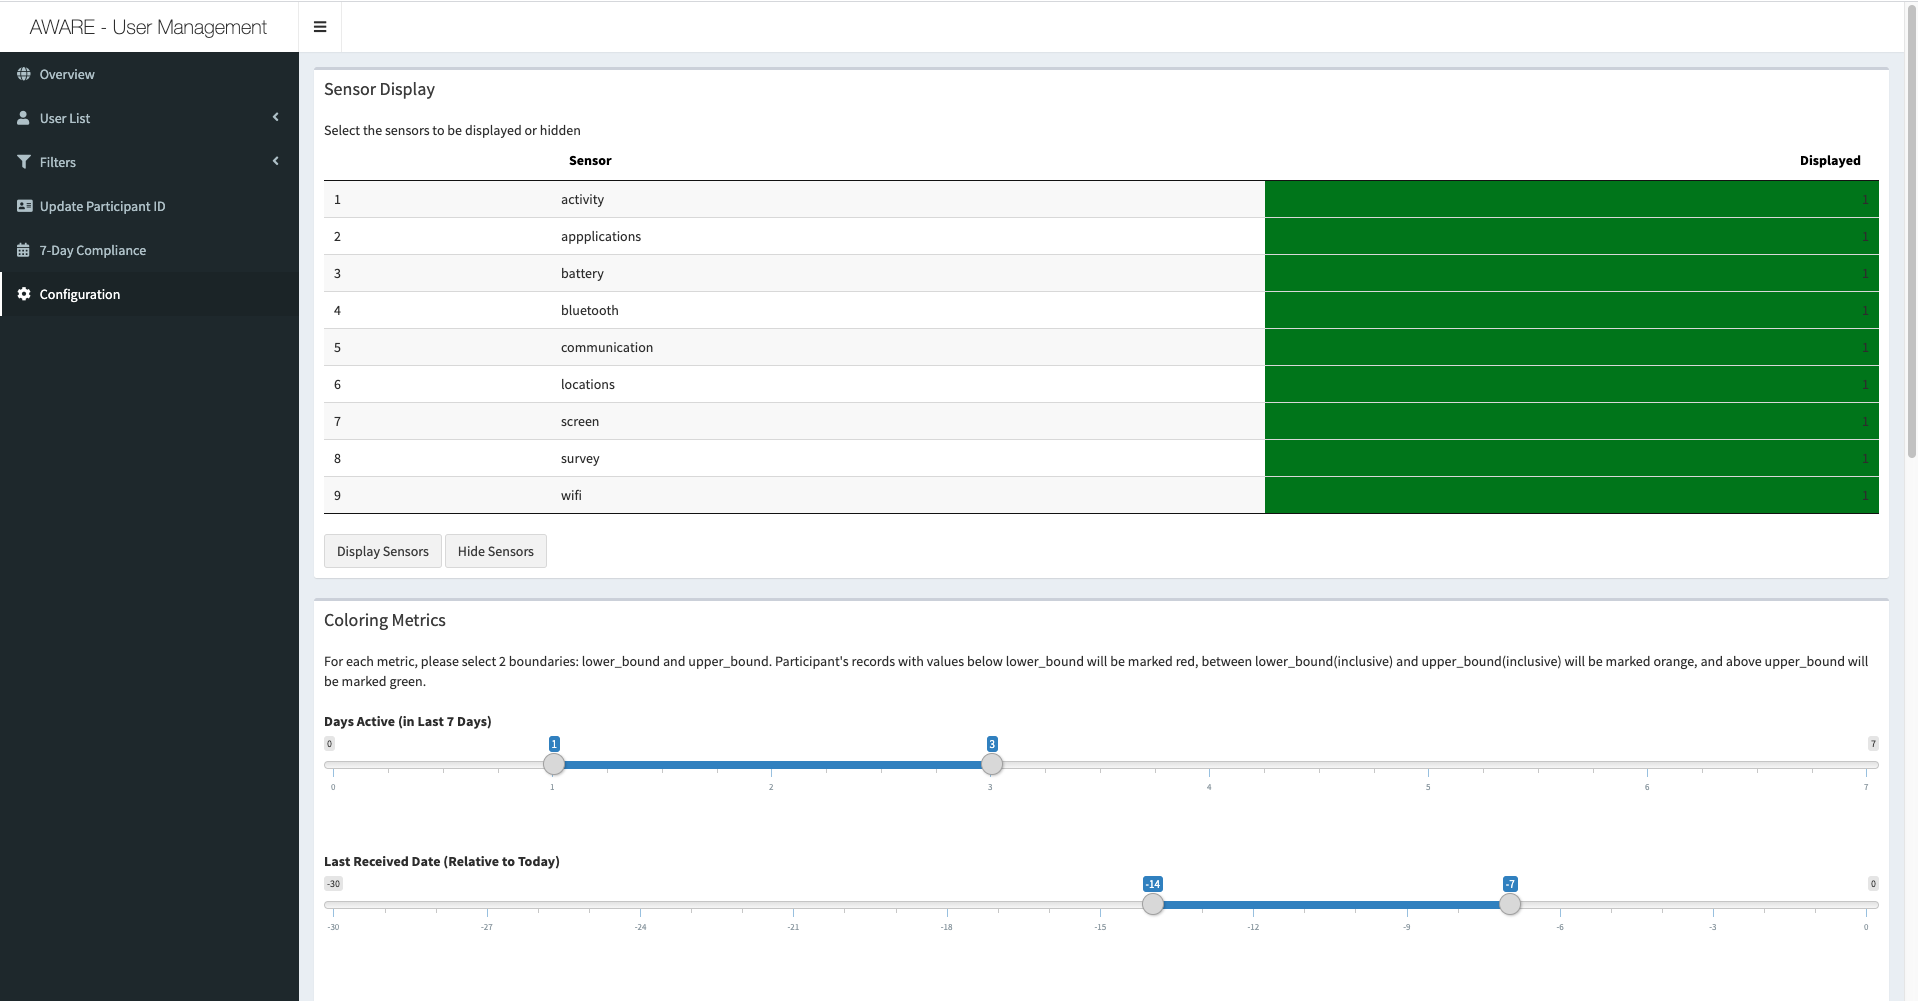 AWARE - User Management
Overview
User List
Filters
Update Participant ID
7-Day Compliance
Configuration
Sensor Display
Select the sensors to be displayed or hidden
Sensor Displayed
1 activity 1
2 appplications 1
3 battery 1
4 bluetooth 1
5 communication 1
6 locations 1
7 screen 1
8 survey 1
9 wifi 1
Display Sensors Hide Sensors
Coloring Metrics
For each metric, please select 2 boundaries: lower_bound and upper_bound. Participant's records with values below lower_bound will be marked red, between lower_bound(inclusive) and upper_bound(inclusive) will be marked orange, and above upper_bound will
be marked green.
Days Active (in Last 7 Days)
0 1 3 7
0 1 2 3 4 5 6 7
Last Received Date (Relative to Today)
-30 -14 -7 0
-30 -27 -24 -21 -18 -15 -12 -9 -6 -3 0